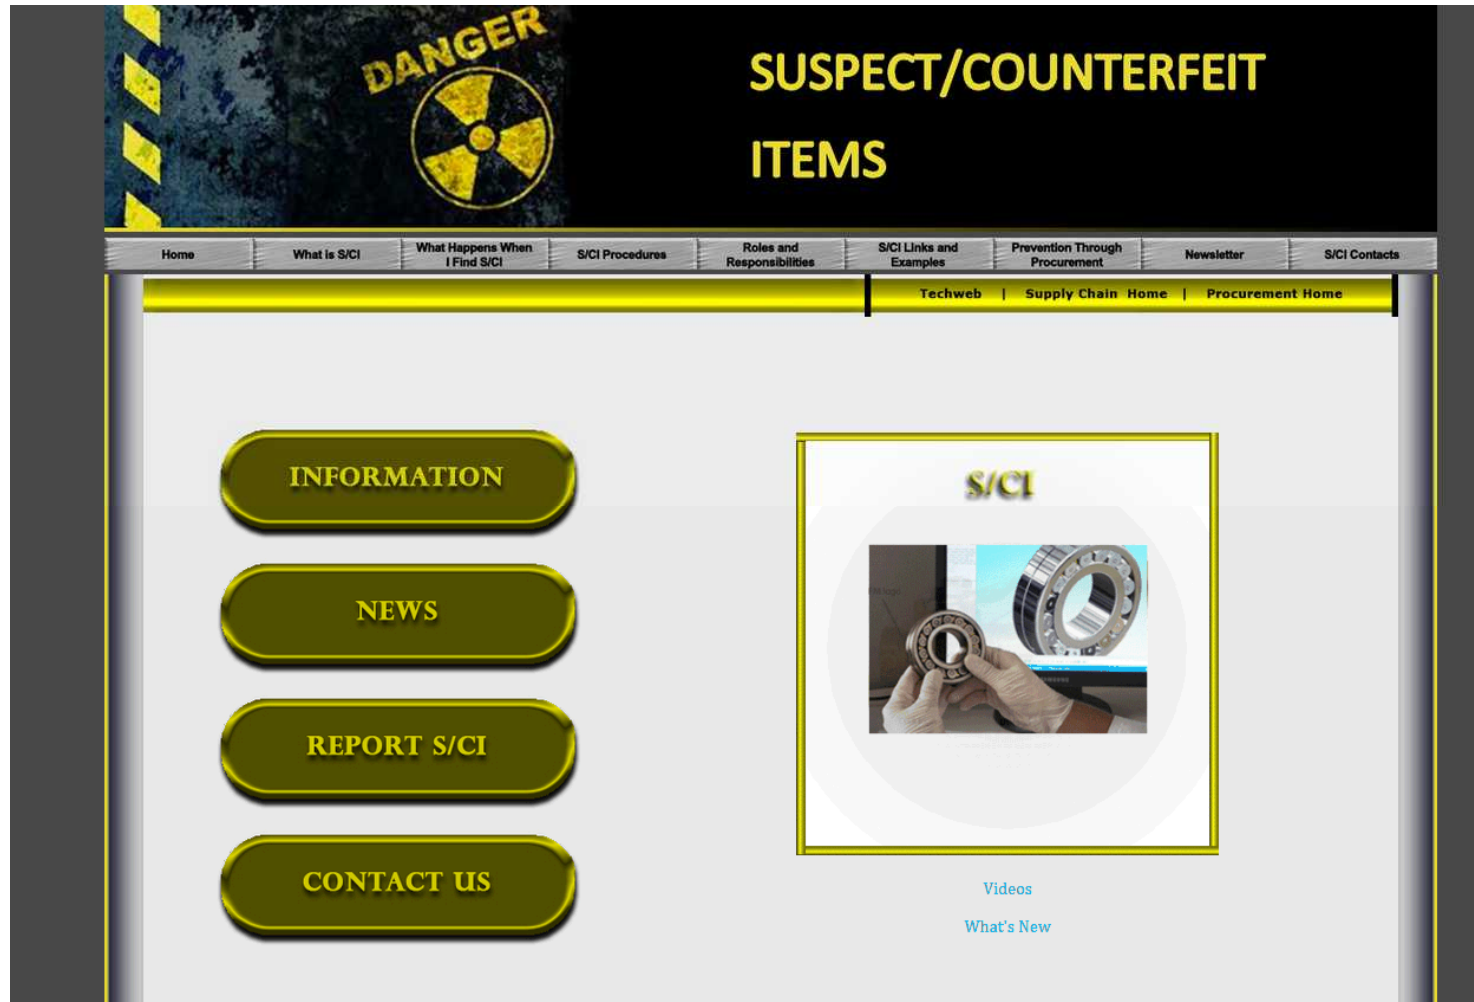 DANGER
SUSPECT/COUNTERFEIT
ITEMS
Home
What is S/CI
What Happens When
I Find S/CI
S/CI Procedures
Roles and
Responsibilities
S/CI Links and
Examples
Prevention Through
Procurement
Newsletter
S/CI Contacts
Techweb | Supply Chain Home | Procurement Home
INFORMATION
NEWS
REPORT S/CI
CONTACT US
S/CI
SAMSUNG
Videos
What's New